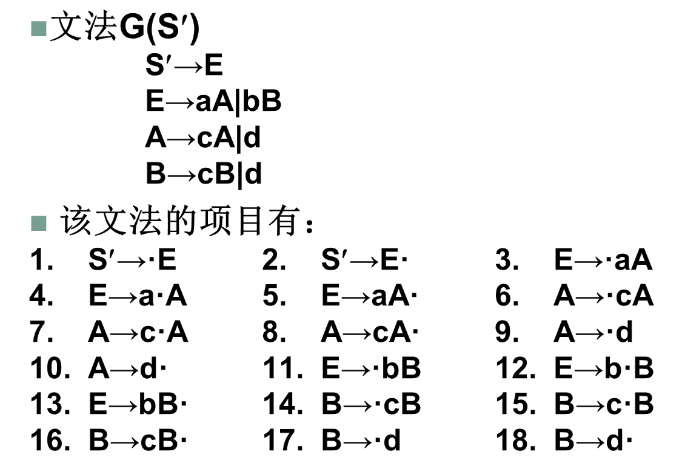 ■文法G(S′)
S′→E
E→aA|bB
A→cA|d
B→cB|d
■ 该文法的项目有：
1. S′→·E 2. S′→E· 3. E→·aA
4. E→a·A 5. E→aA· 6. A→·cA
7. A→c·A 8. A→cA· 9. A→·d
10. A→d· 11. E→·bB 12. E→b·B
13. E→bB· 14. B→·cB 15. B→c·B
16. B→cB· 17. B→·d 18. B→d·